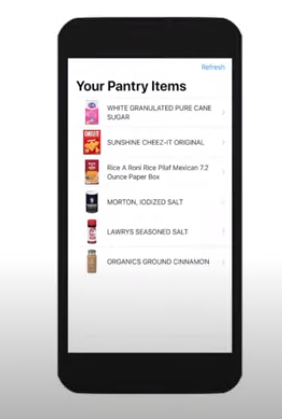 Refresh
Your Pantry Items
WHITE GRANULATED PURE CANE
SUGAR
SUNSHINE CHEEZ-IT ORIGINAL
Rice A Roni Rice Pilaf Mexican 7.2
Ounce Paper Box
MORTON, IODIZED SALT
LAWRYS SEASONED SALT
ORGANICS GROUND CINNAMON